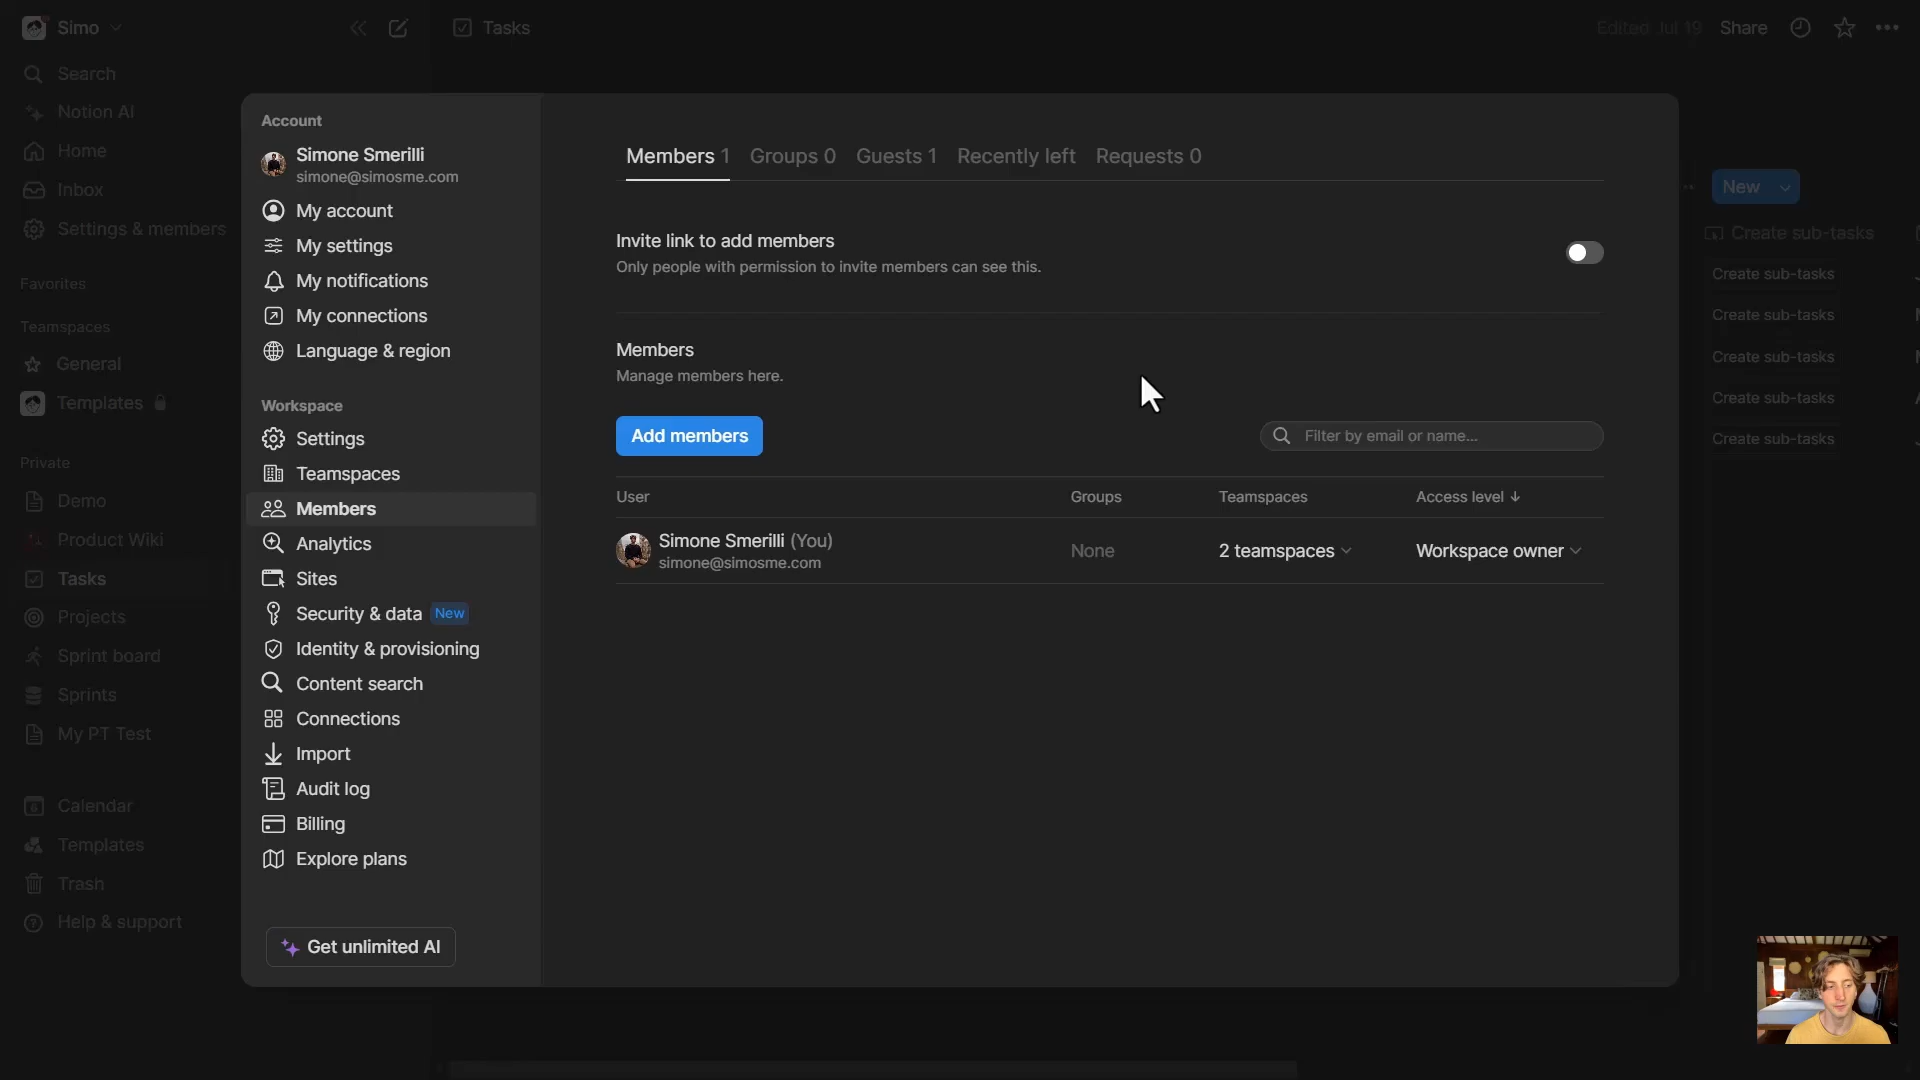 Simo
Tasks
Edited Jul 19
Share
Search
Notion AI
Home
Inbox
Settings & members
Favorites
Teamspaces
General
Templates
Private
Demo
Product Wiki
Tasks
Projects
Sprint board
Sprints
My PT Test
Calendar
Templates
Trash
Help & support
Account
Simone Smerilli
simone@simosme.com
My account
My settings
My notifications
My connections
Language & region
Workspace
Settings
Teamspaces
Members
Analytics
Sites
Security & data New
Identity & provisioning
Content search
Connections
Import
Audit log
Billing
Explore plans
Get unlimited AI
Members 1 Groups 0 Guests 1 Recently left Requests 0
Invite link to add members
Only people with permission to invite members can see this.
Members
Manage members here.
Add members
Filter by email or name...
User Groups Teamspaces Access level
Simone Smerilli (You)
simone@simosme.com
None
2 teamspaces
Workspace owner
New
Create sub-tasks
Create sub-tasks
Create sub-tasks
Create sub-tasks
Create sub-tasks
Create sub-tasks